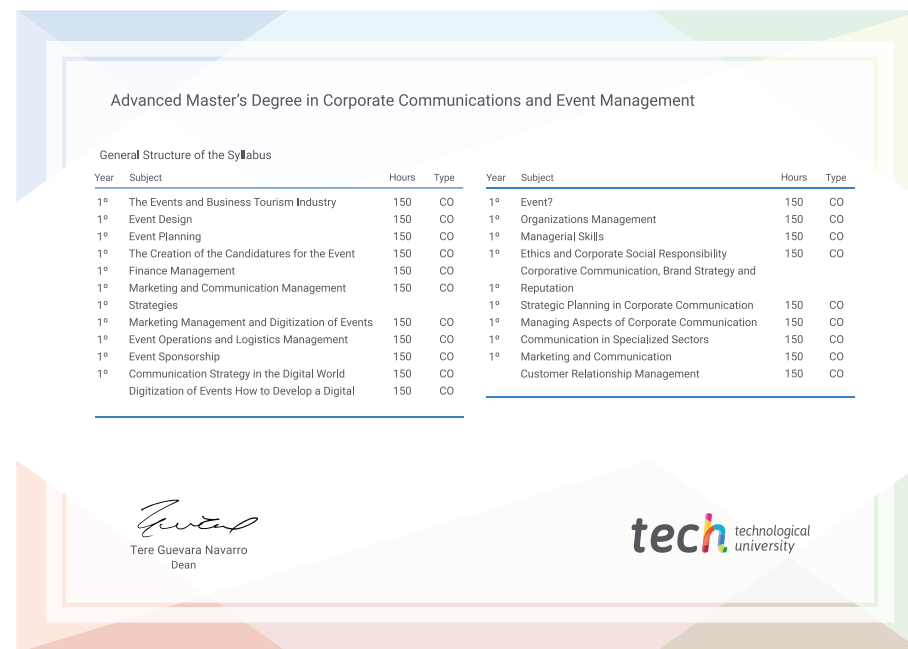 Advanced Master's Degree in Corporate Communications and Event Management
General Structure of the Syllabus
Year Subject Hours Type
1º The Events and Business Tourism Industry 150 CO
1º Event Design 150 CO
1º Event Planning 150 CO
1º The Creation of the Candidatures for the Event 150 CO
1º Finance Management 150 CO
1º Marketing and Communication Management 150 CO
1º Strategies
1º Marketing Management and Digitization of Events 150 CO
1º Event Operations and Logistics Management 150 CO
1º Event Sponsorship 150 CO
1º Communication Strategy in the Digital World 150 CO
Digitization of Events How to Develop a Digital 150 CO
Year Subject Hours Type
1º Event? 150 CO
1º Organizations Management 150 CO
1º Managerial Skills 150 CO
1º Ethics and Corporate Social Responsibility 150 CO
Corporative Communication, Brand Strategy and
1º Reputation
1º Strategic Planning in Corporate Communication 150 CO
1º Managing Aspects of Corporate Communication 150 CO
1º Communication in Specialized Sectors 150 CO
1º Marketing and Communication 150 CO
Customer Relationship Management 150 CO
Tere Guevara Navarro
Dean
tech technological
university